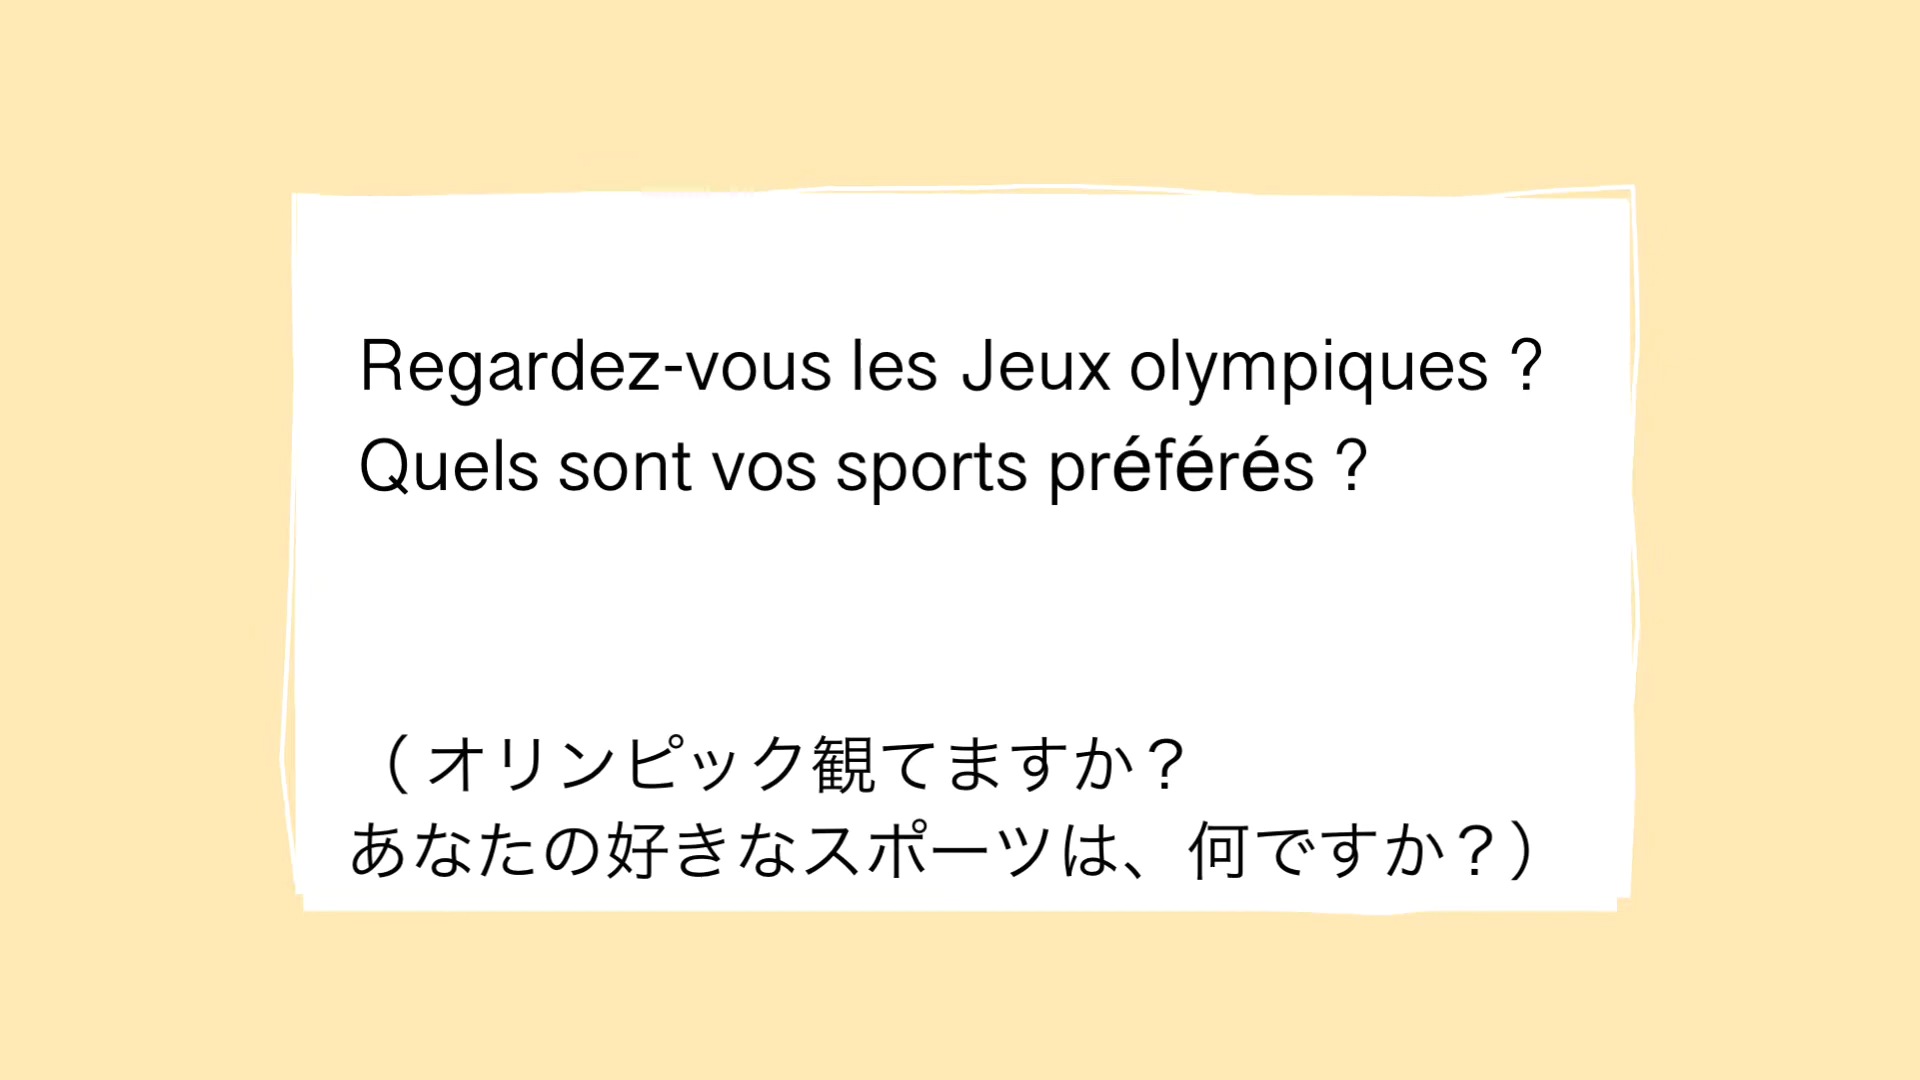 Regardez-vous les Jeux olympiques ?
Quels sont vos sports préférés ?
（ オリンピック観てますか？
あなたの好きなスポーツは、何ですか？）